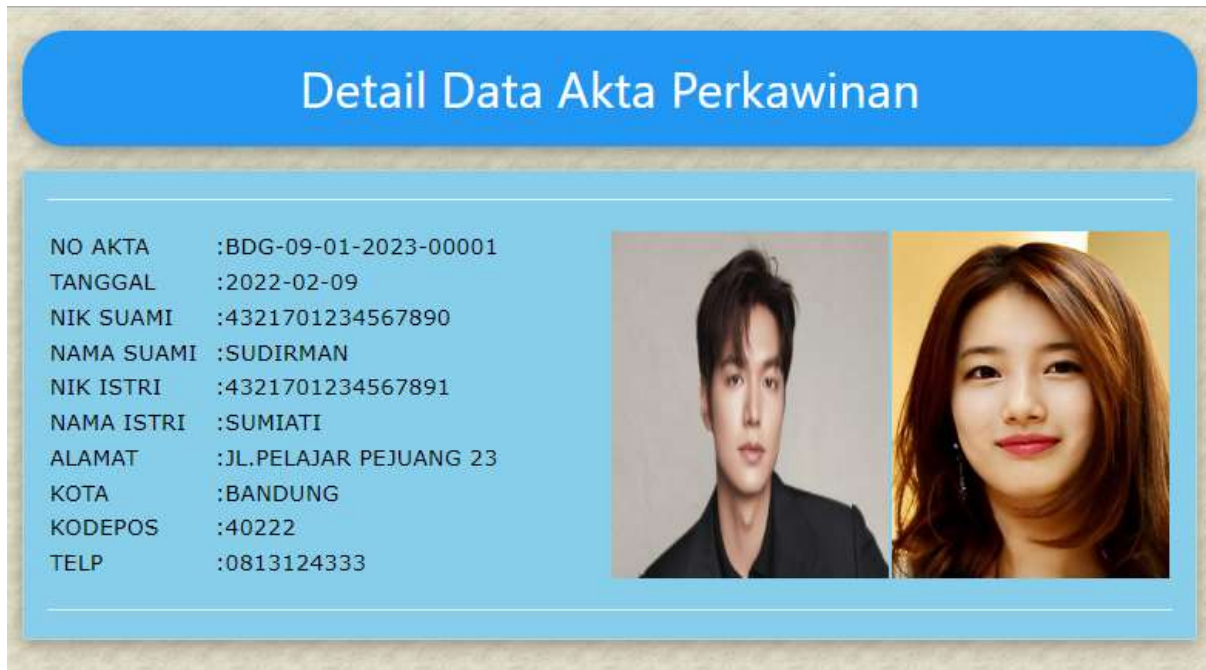 Detail Data Akta Perkawinan
NO AKTA :BDG-09-01-2023-00001
TANGGAL :2022-02-09
NIK SUAMI :4321701234567890
NAMA SUAMI :SUDIRMAN
NIK ISTRI :4321701234567891
NAMA ISTRI :SUMIATI
ALAMAT :JL.PELAJAR PEJUANG 23
KOTA :BANDUNG
KODEPOS :40222
TELP :0813124333